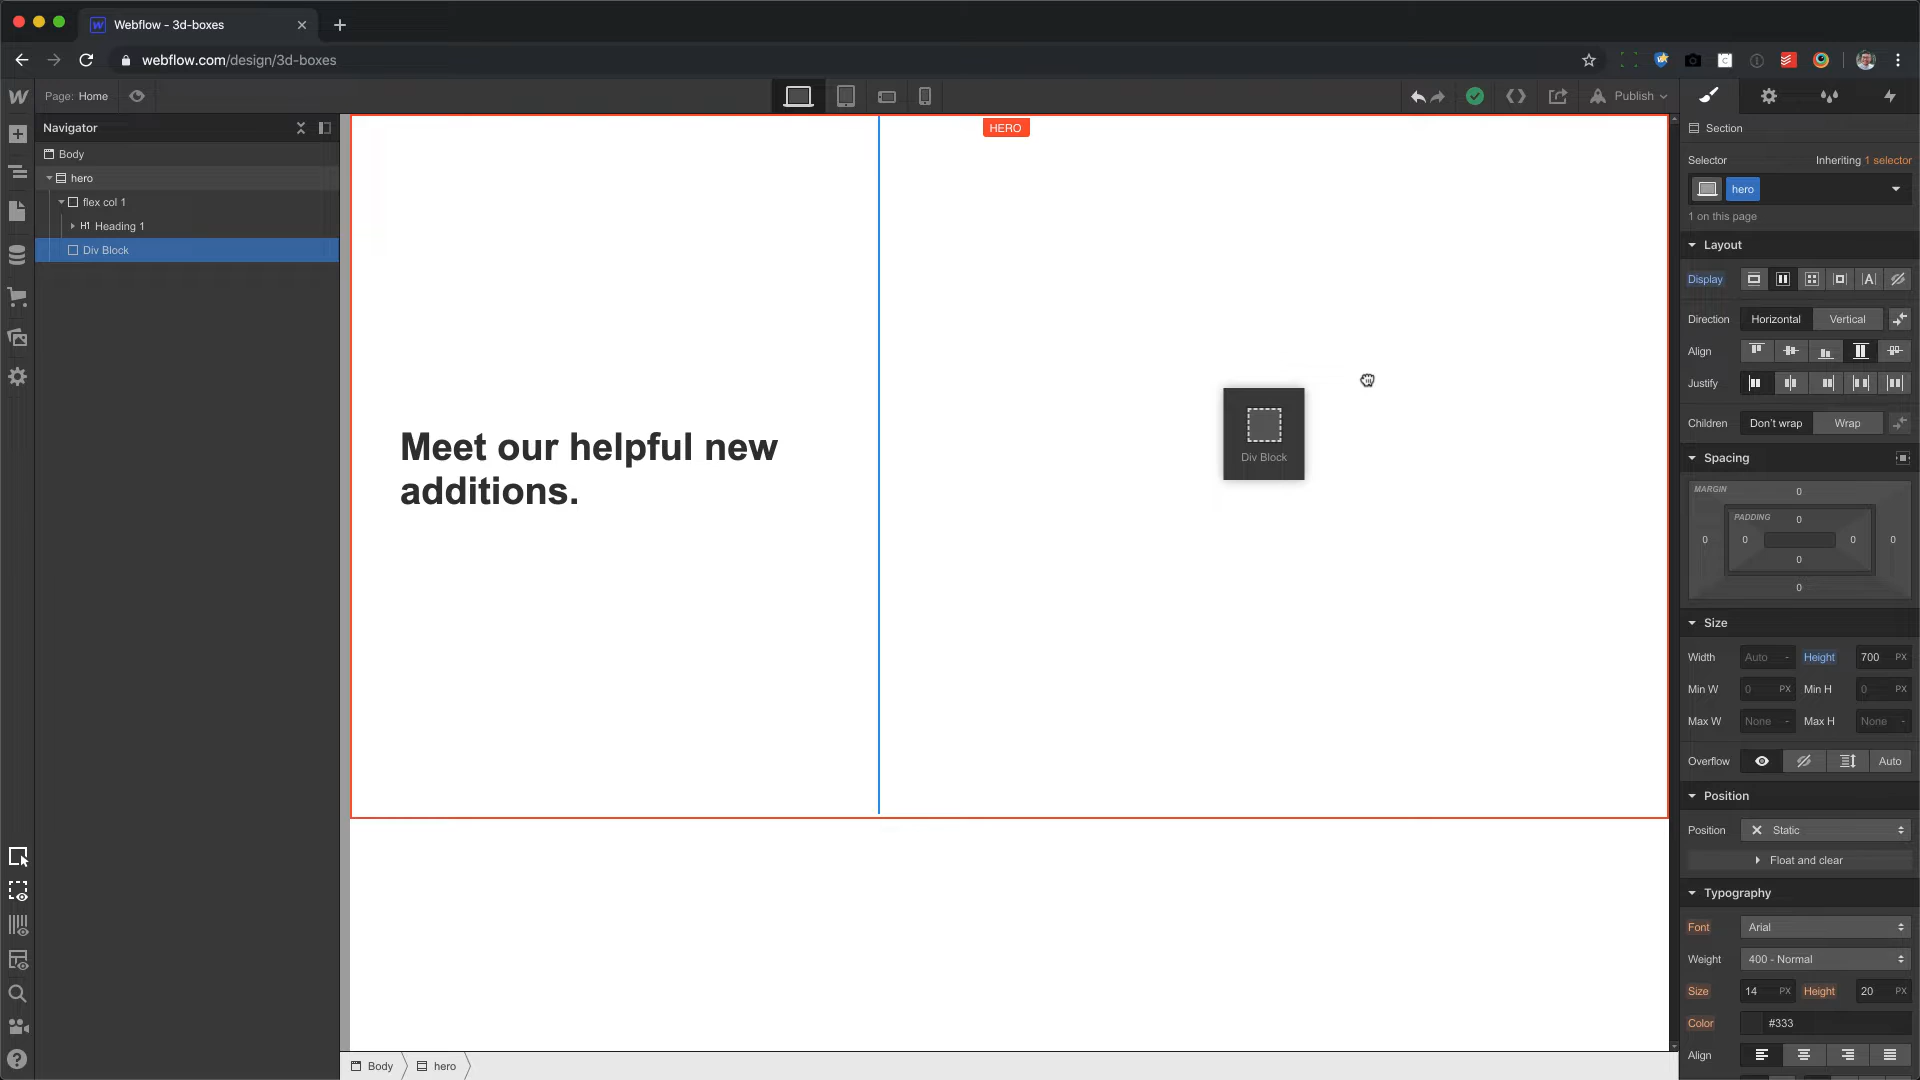 Webflow - 3d-boxes
webflow.com/design/3d-boxes
Page: Home
Publish
Navigator
Body
hero
flex col 1
H1 Heading 1
Div Block
HERO
Meet our helpful new
additions.
Div Block
Section
Selector
Inheriting 1 selector
hero
1 on this page
Layout
Display
Direction
Horizontal
Vertical
Align
Justify
Children
Don't wrap
Wrap
Spacing
MARGIN
0
PADDING
0
0
0
0
0
0
0
Size
Width
Auto -
Height
700 PX
Min W
0 PX
Min H
0 PX
Max W
None -
Max H
None -
Overflow
Auto
Position
Position
Static
Float and clear
Typography
Font
Arial
Weight
400 - Normal
Size
14 PX
Height
20 PX
Color
#333
Align
Body
hero